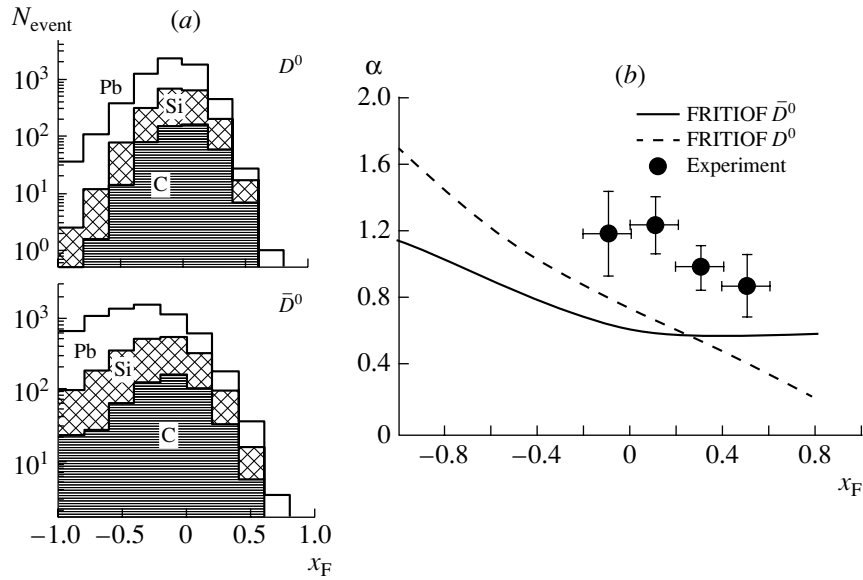 N_event
(a)
10^3
Pb
D^0
Si
10^2
C
10^1
10^0
D̄^0
10^3
Pb
Si
10^2
C
10^1
−1.0 −0.5 0 0.5 1.0
x_F
(b)
α
2.0
FRITIOF D̄^0
FRITIOF D^0
1.6
Experiment
1.2
0.8
0.4
0
−0.8 −0.4 0 0.4 0.8
x_F